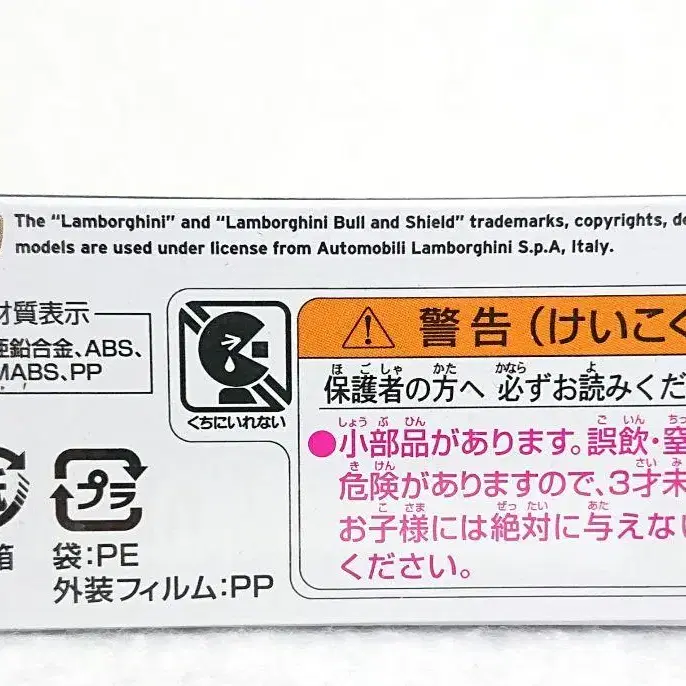 The "Lamborghini" and "Lamborghini Bull and Shield" trademarks, copyrights,
models are used under license from Automobili Lamborghini S.p.A, Italy.
材質表示
亜鉛合金、ABS、
MABS、PP
くちにいれない
警告(けいこく
保護者の方へ 必ずお読みくだ
ほごしゃ かた かなら よ
●小部品があります。誤飲・窒
しょうぶひん ごいん ちっ
危険がありますので、3才未
きけん さいみ
お子様には絶対に与えない
こさま ぜったい あた
ください。
プラ
箱
袋:PE
外装フィルム:PP